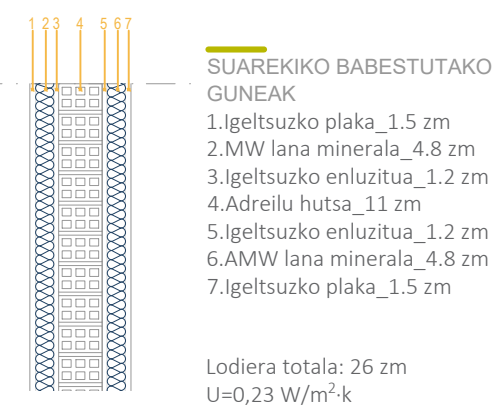 1 2 3 4 5 6 7
SUAREKIKO BABESTUTAKO
GUNEAK
1.Igeltsuzko plaka_1.5 zm
2.MW lana minerala_4.8 zm
3.Igeltsuzko enluzitua_1.2 zm
4.Adreilu hutsa_11 zm
5.Igeltsuzko enluzitua_1.2 zm
6.AMW lana minerala_4.8 zm
7.Igeltsuzko plaka_1.5 zm
Lodiera totala: 26 zm
U=0,23 W/m²·k